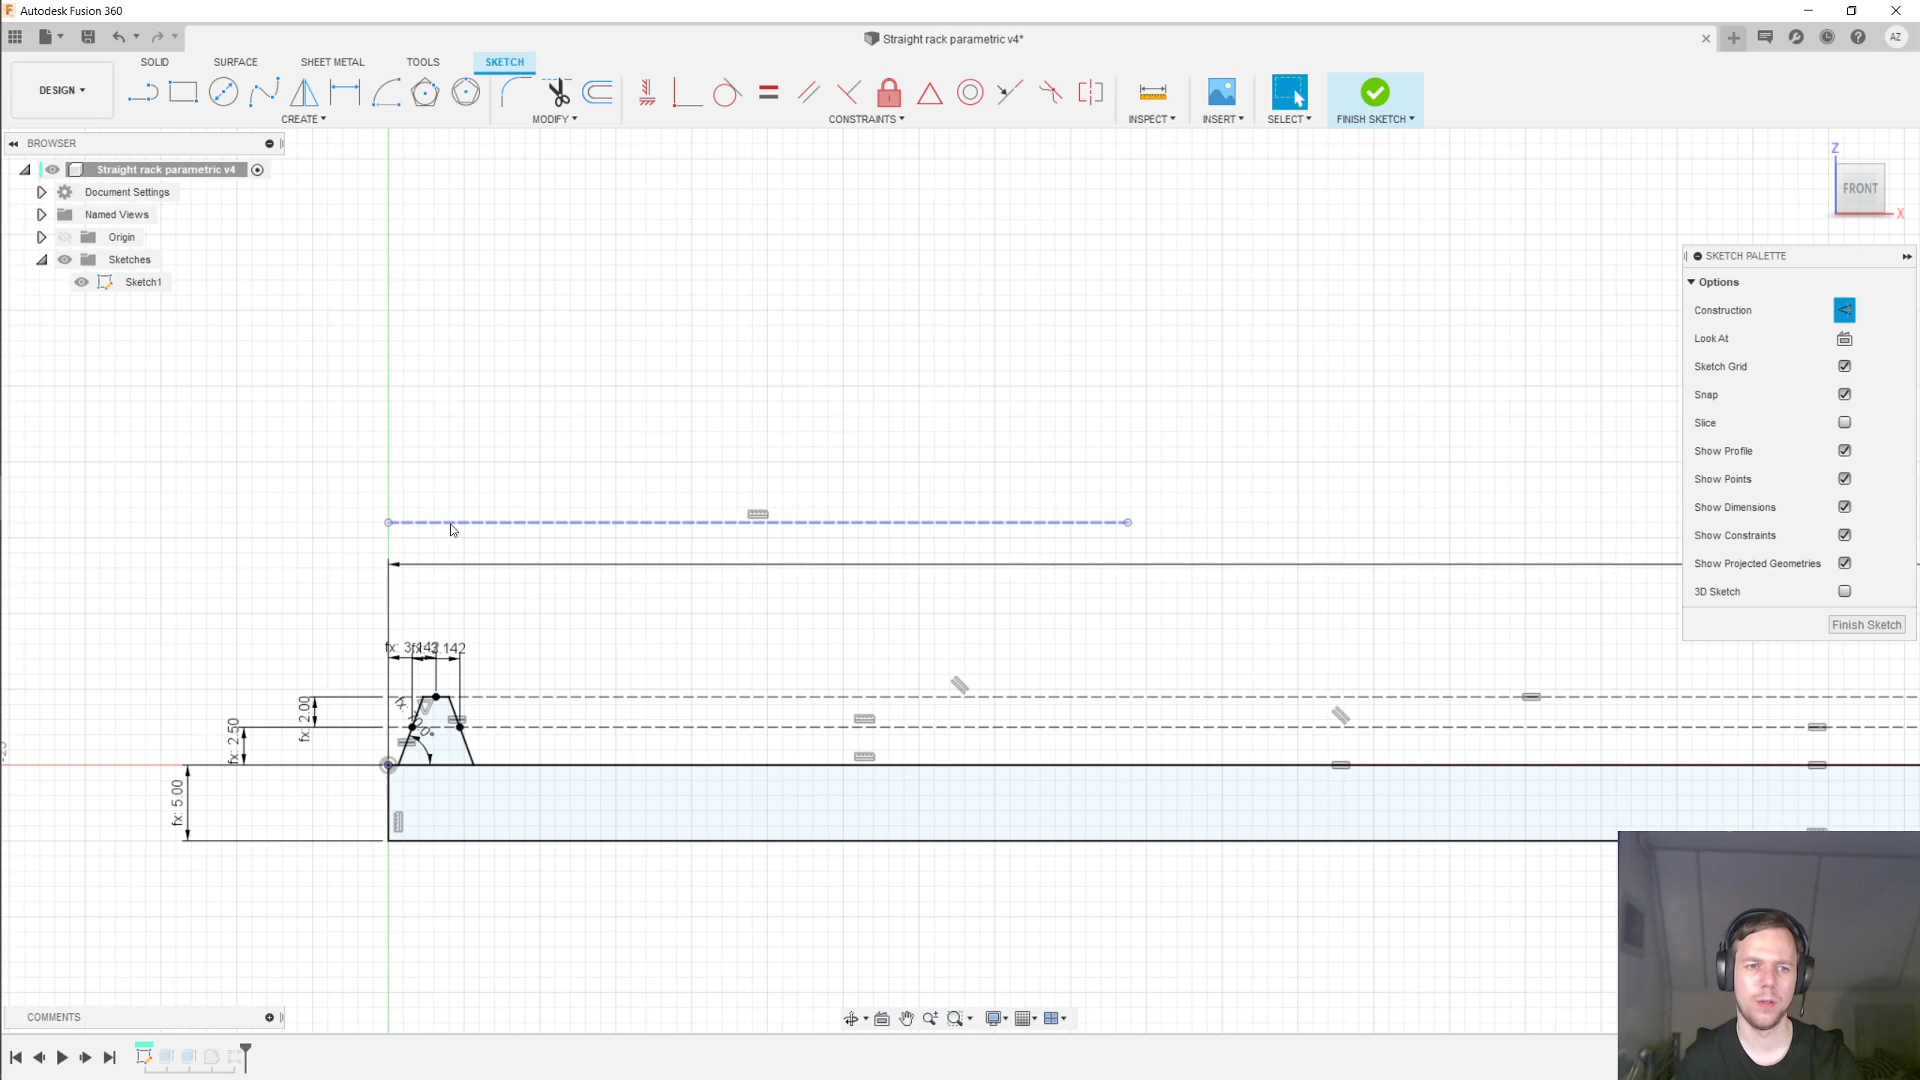 Autodesk Fusion 360
Straight rack parametric v4*
AZ
SOLID
SURFACE
SHEET METAL
TOOLS
SKETCH
DESIGN
CREATE
MODIFY
CONSTRAINTS
INSPECT
INSERT
SELECT
FINISH SKETCH
BROWSER
Straight rack parametric v4
Document Settings
Named Views
Origin
Sketches
Sketch1
Z
FRONT
X
SKETCH PALETTE
Options
Construction
Look At
Sketch Grid
Snap
Slice
Show Profile
Show Points
Show Dimensions
Show Constraints
Show Projected Geometries
3D Sketch
Finish Sketch
fx: 2.00
fx: 2.50
fx: 5.00
COMMENTS